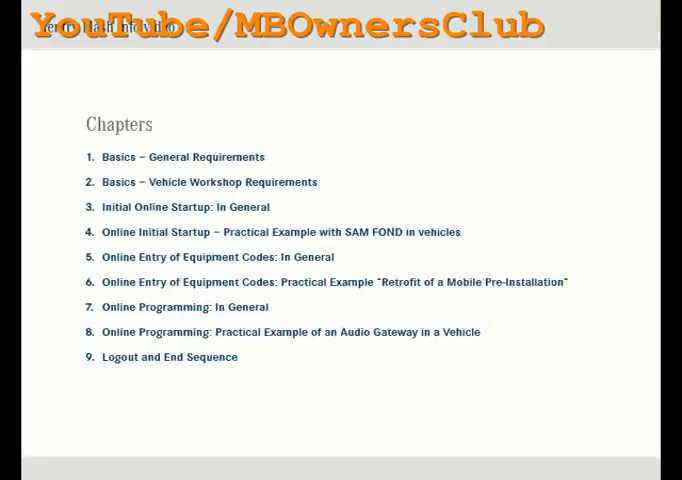 YouTube/MBOwnersClub
Chapters
1. Basics – General Requirements
2. Basics – Vehicle Workshop Requirements
3. Initial Online Startup: In General
4. Online Initial Startup – Practical Example with SAM FOND in vehicles
5. Online Entry of Equipment Codes: In General
6. Online Entry of Equipment Codes: Practical Example "Retrofit of a Mobile Pre-Installation"
7. Online Programming: In General
8. Online Programming: Practical Example of an Audio Gateway in a Vehicle
9. Logout and End Sequence